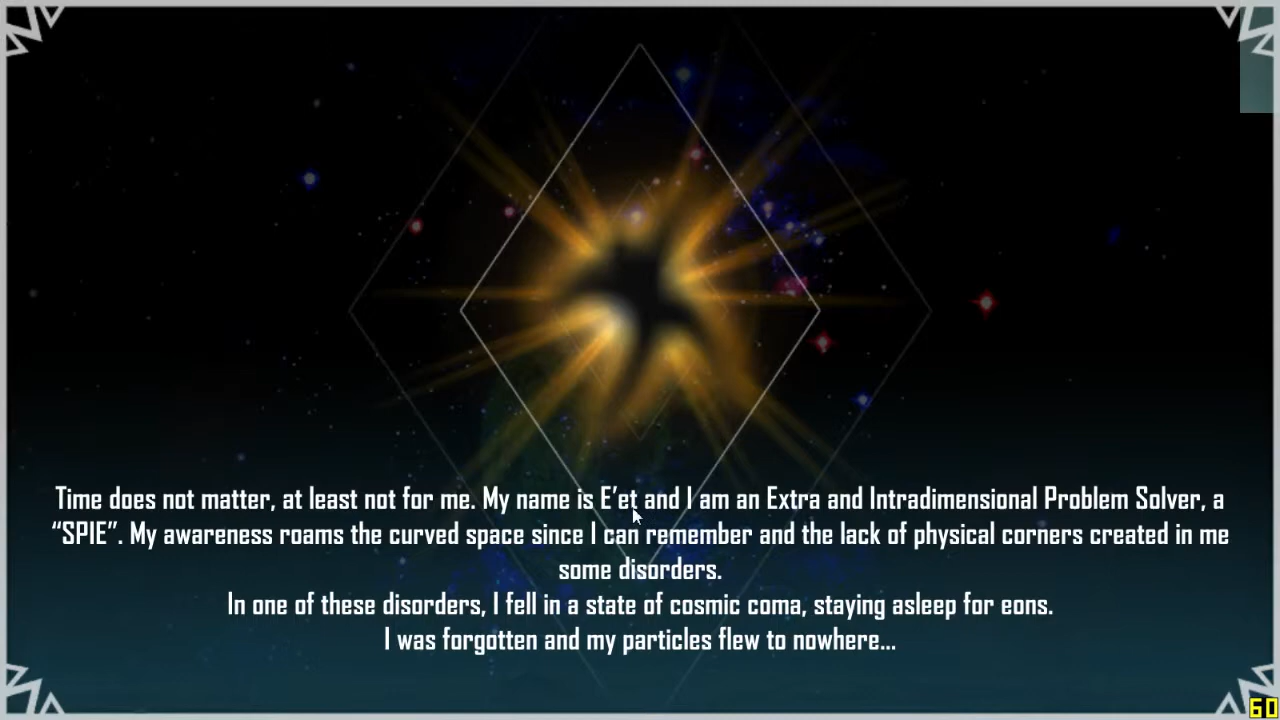 Time does not matter, at least not for me. My name is E'et and I am an Extra and Intradimensional Problem Solver, a
“SPIE”. My awareness roams the curved space since I can remember and the lack of physical corners created in me
some disorders.
In one of these disorders, I fell in a state of cosmic coma, staying asleep for eons.
I was forgotten and my particles flew to nowhere...
60